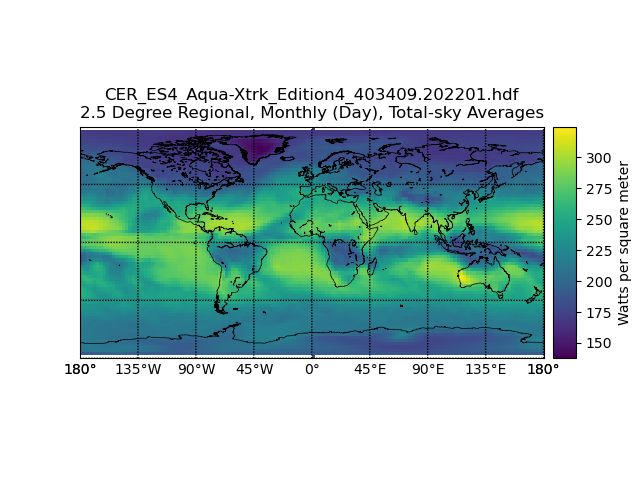 CER_ES4_Aqua-Xtrk_Edition4_403409.202201.hdf
2.5 Degree Regional, Monthly (Day), Total-sky Averages
300
275
250
225
200
175
150
Watts per square meter
180° 135°W 90°W 45°W 0° 45°E 90°E 135°E 180°